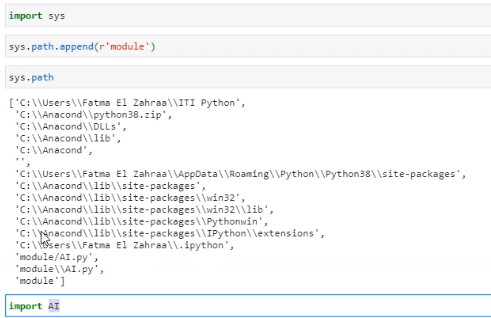 import sys
sys.path.append(r'module')
sys.path
['C:\\Users\\Fatma El Zahraa\\ITI Python',
'C:\\Anacond\\python38.zip',
'C:\\Anacond\\DLLs',
'C:\\Anacond\\lib',
'C:\\Anacond',
'',
'C:\\Users\\Fatma El Zahraa\\AppData\\Roaming\\Python\\Python38\\site-packages',
'C:\\Anacond\\lib\\site-packages',
'C:\\Anacond\\lib\\site-packages\\win32',
'C:\\Anacond\\lib\\site-packages\\win32\\lib',
'C:\\Anacond\\lib\\site-packages\\Pythonwin',
'C:\\Anacond\\lib\\site-packages\\IPython\\extensions',
'C:\\Users\\Fatma El Zahraa\\.ipython',
'module/AI.py',
'module\\AI.py',
'module']
import AI